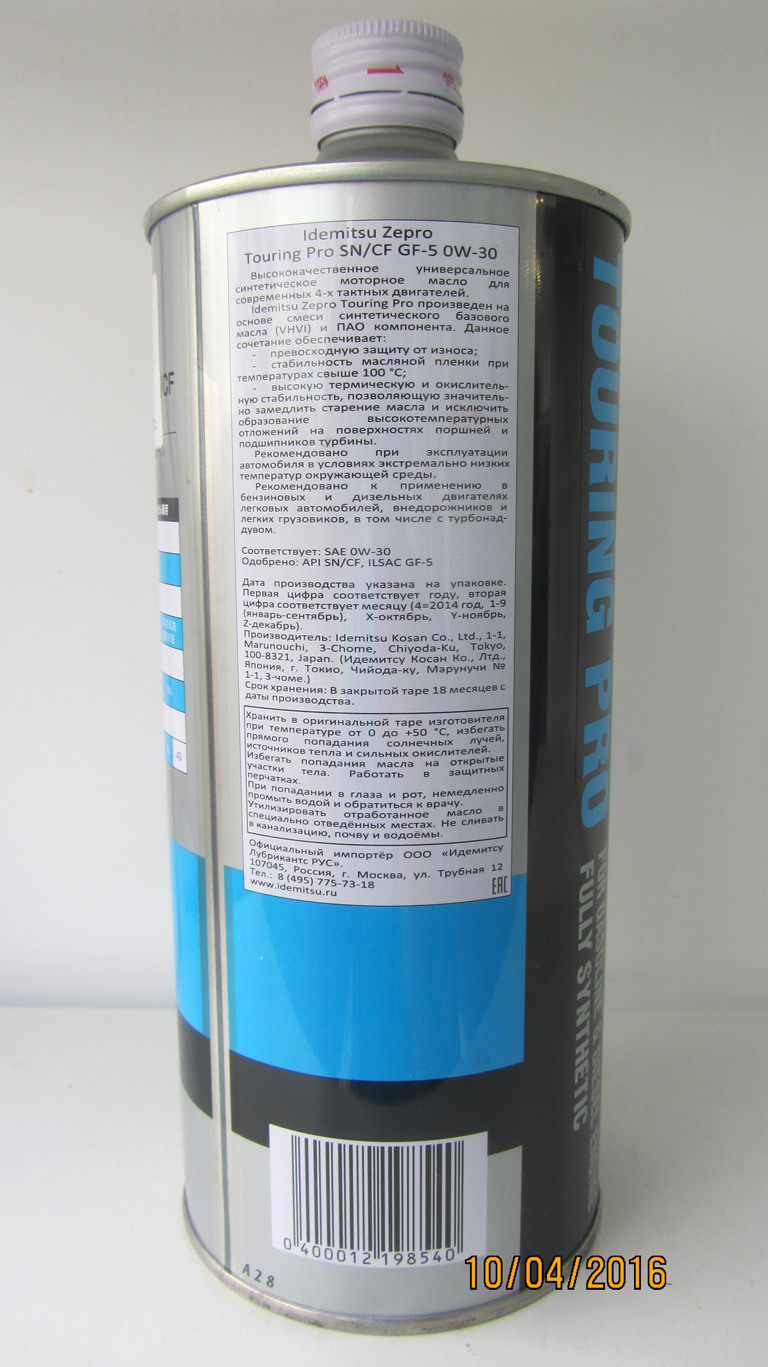 Idemitsu Zepro
Touring Pro SN/CF GF-5 0W-30
Высококачественное универсальное
синтетическое моторное масло для
современных 4-х тактных двигателей.
Idemitsu Zepro Touring Pro произведен на
основе смеси синтетического базового
масла (VHVI) и ПАО компонента. Данное
сочетание обеспечивает:
- превосходную защиту от износа;
- стабильность масляной пленки при
температурах свыше 100 °C;
- высокую термическую и окислитель-
ную стабильность, позволяющую значитель-
но замедлить старение масла и исключить
образование высокотемпературных
отложений на поверхностях поршней и
подшипников турбины.
Рекомендовано при эксплуатации
автомобиля в условиях экстремально низких
температур окружающей среды.
Рекомендовано к применению в
бензиновых и дизельных двигателях
легковых автомобилей, внедорожников и
легких грузовиков, в том числе с турбонад-
дувом.
Соответствует: SAE 0W-30
Одобрено: API SN/CF, ILSAC GF-5
Дата производства указана на упаковке.
Первая цифра соответствует году, вторая
цифра соответствует месяцу (4=2014 год, 1-9
(январь-сентябрь), X-октябрь, Y-ноябрь,
Z-декабрь).
Производитель: Idemitsu Kosan Co., Ltd., 1-1,
Marunouchi, 3-Chome, Chiyoda-Ku, Tokyo,
100-8321, Japan. (Идемитсу Косан Ко., Лтд.,
Япония, г. Токио, Чийода-ку, Марунучи №
1-1, 3-чоме.)
Срок хранения: В закрытой таре 18 месяцев с
даты производства.
Хранить в оригинальной таре изготовителя
при температуре от 0 до +50 °C, избегать
прямого попадания солнечных лучей,
источников тепла и сильных окислителей.
Избегать попадания масла на открытые
участки тела. Работать в защитных
перчатках.
При попадании в глаза и рот, немедленно
промыть водой и обратиться к врачу.
Утилизировать отработанное масло в
специально отведённых местах. Не сливать
в канализацию, почву и водоёмы.
Официальный импортёр ООО «Идемитсу
Лубрикантс РУС».
107045, Россия, г. Москва, ул. Трубная 12
Тел.: 8 (495) 775-73-18
www.idemitsu.ru
EAC
TOURING PRO
FOR GASOLINE & DIESEL ENGINE
FULLY SYNTHETIC
CF
40
0 400012 198540
A28
10/04/2016